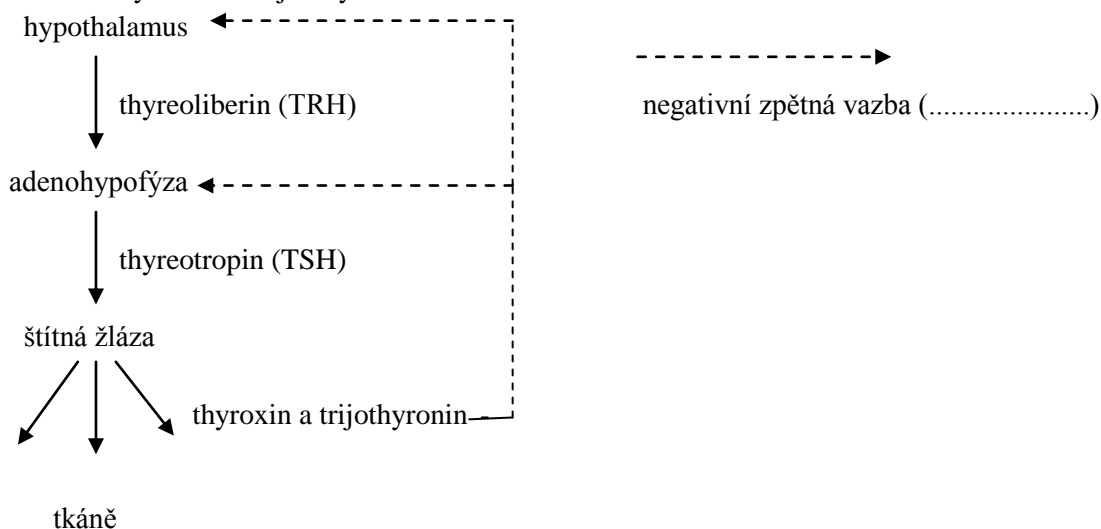 hypothalamus
thyreoliberin (TRH)
negativní zpětná vazba (.....................)
adenohypofýza
thyreotropin (TSH)
štítná žláza
thyroxin a trijothyronin
tkáně